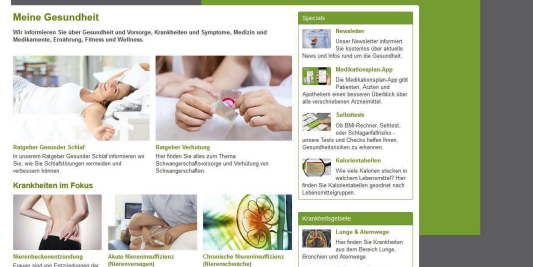 Meine Gesundheit
Wir informieren Sie über Gesundheit und Vorsorge, Krankheiten und Symptome, Medizin und
Medikamente, Ernährung, Fitness und Wellness.
Ratgeber Gesunder Schlaf
In unserem Ratgeber Gesunder Schlaf informieren wir
Sie, wie Sie Schlafstörungen vermeiden und
verbessern können.
Ratgeber Verhütung
Hier finden Sie alles zum Thema
Schwangerschaftsvorsorge und Verhütung von
Schwangerschaften.
Krankheiten im Fokus
Nierenbeckenentzündung
Frauen sind von Entzündungen der
Akute Niereninsuffizienz
(Nierenversagen)
Chronische Niereninsuffizienz
(Nierenschwäche)
Specials
Newsletter
Unser Newsletter informiert
Sie kostenlos über aktuelle
News und Infos rund um die Gesundheit.
Medikationsplan-App
Die Medikationsplan-App gibt
Patienten, Ärzten und
Apothekern einen besseren Überblick über
alle verschriebenen Arzneimittel.
Selbsttests
Ob BMI-Rechner, Sehtest,
oder Schlaganfallrisiko -
unsere Tests und Checks helfen Ihnen,
Gesundheitsrisiken zu erkennen.
Kalorientabellen
Wie viele Kalorien stecken in
welchem Lebensmittel? Hier
finden Sie Kalorientabellen geordnet nach
Lebensmittelgruppen.
Krankheitsgebiete
Lunge & Atemwege
Hier finden Sie Krankheiten
aus dem Bereich Lunge,
Bronchien und Atemwege.